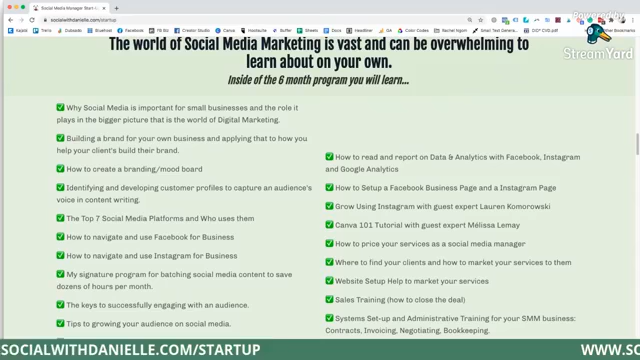 Social Media Manager Start-
socialwithdanielle.com/startup
Powered by
StreamYard
The world of Social Media Marketing is vast and can be overwhelming to
learn about on your own.
Inside of the 6 month program you will learn...
Why Social Media is important for small businesses and the role it
plays in the bigger picture that is the world of Digital Marketing.
Building a brand for your own business and applying that to how you
help your client's build their brand.
How to create a branding/mood board
Identifying and developing customer profiles to capture an audience's
voice in content writing.
The Top 7 Social Media Platforms and Who uses them
How to navigate and use Facebook for Business
How to navigate and use Instagram for Business
My signature program for batching social media content to save
dozens of hours per month.
The keys to successfully engaging with an audience.
Tips to growing your audience on social media.
How to read and report on Data & Analytics with Facebook, Instagram
and Google Analytics
How to Setup a Facebook Business Page and a Instagram Page
Grow Using Instagram with guest expert Lauren Komorowski
Canva 101 Tutorial with guest expert Mélissa Lemay
How to price your services as a social media manager
Where to find your clients and how to market your services to them
Website Setup Help to market your services
Sales Training (how to close the deal)
Systems Set-up and Administrative Training for your SMM business:
Contracts, Invoicing, Negotiating, Bookkeeping.
SOCIALWITHDANIELLE.COM/STARTUP
WWW.SO